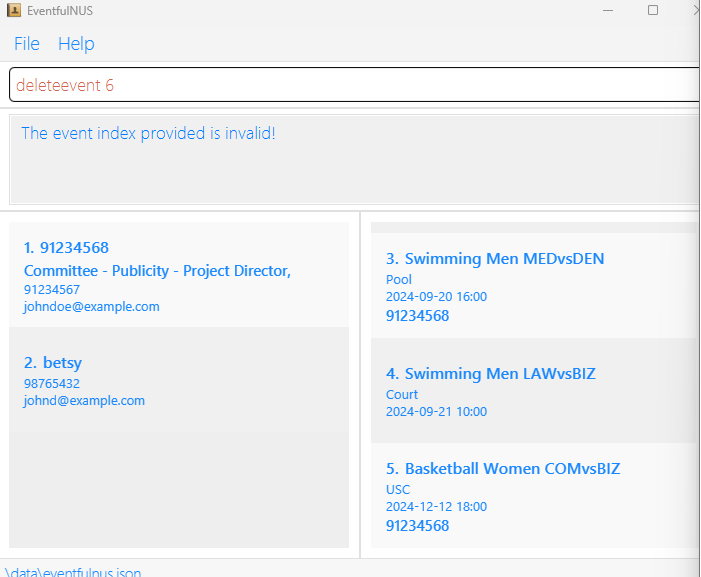 EventfulNUS
File Help
deleteevent 6
The event index provided is invalid!
1. 91234568
Committee - Publicity - Project Director,
91234567
johndoe@example.com
2. betsy
98765432
johnd@example.com
3. Swimming Men MEDvsDEN
Pool
2024-09-20 16:00
91234568
4. Swimming Men LAWvsBIZ
Court
2024-09-21 10:00
5. Basketball Women COMvsBIZ
USC
2024-12-12 18:00
91234568
.\data\eventfulnus.json